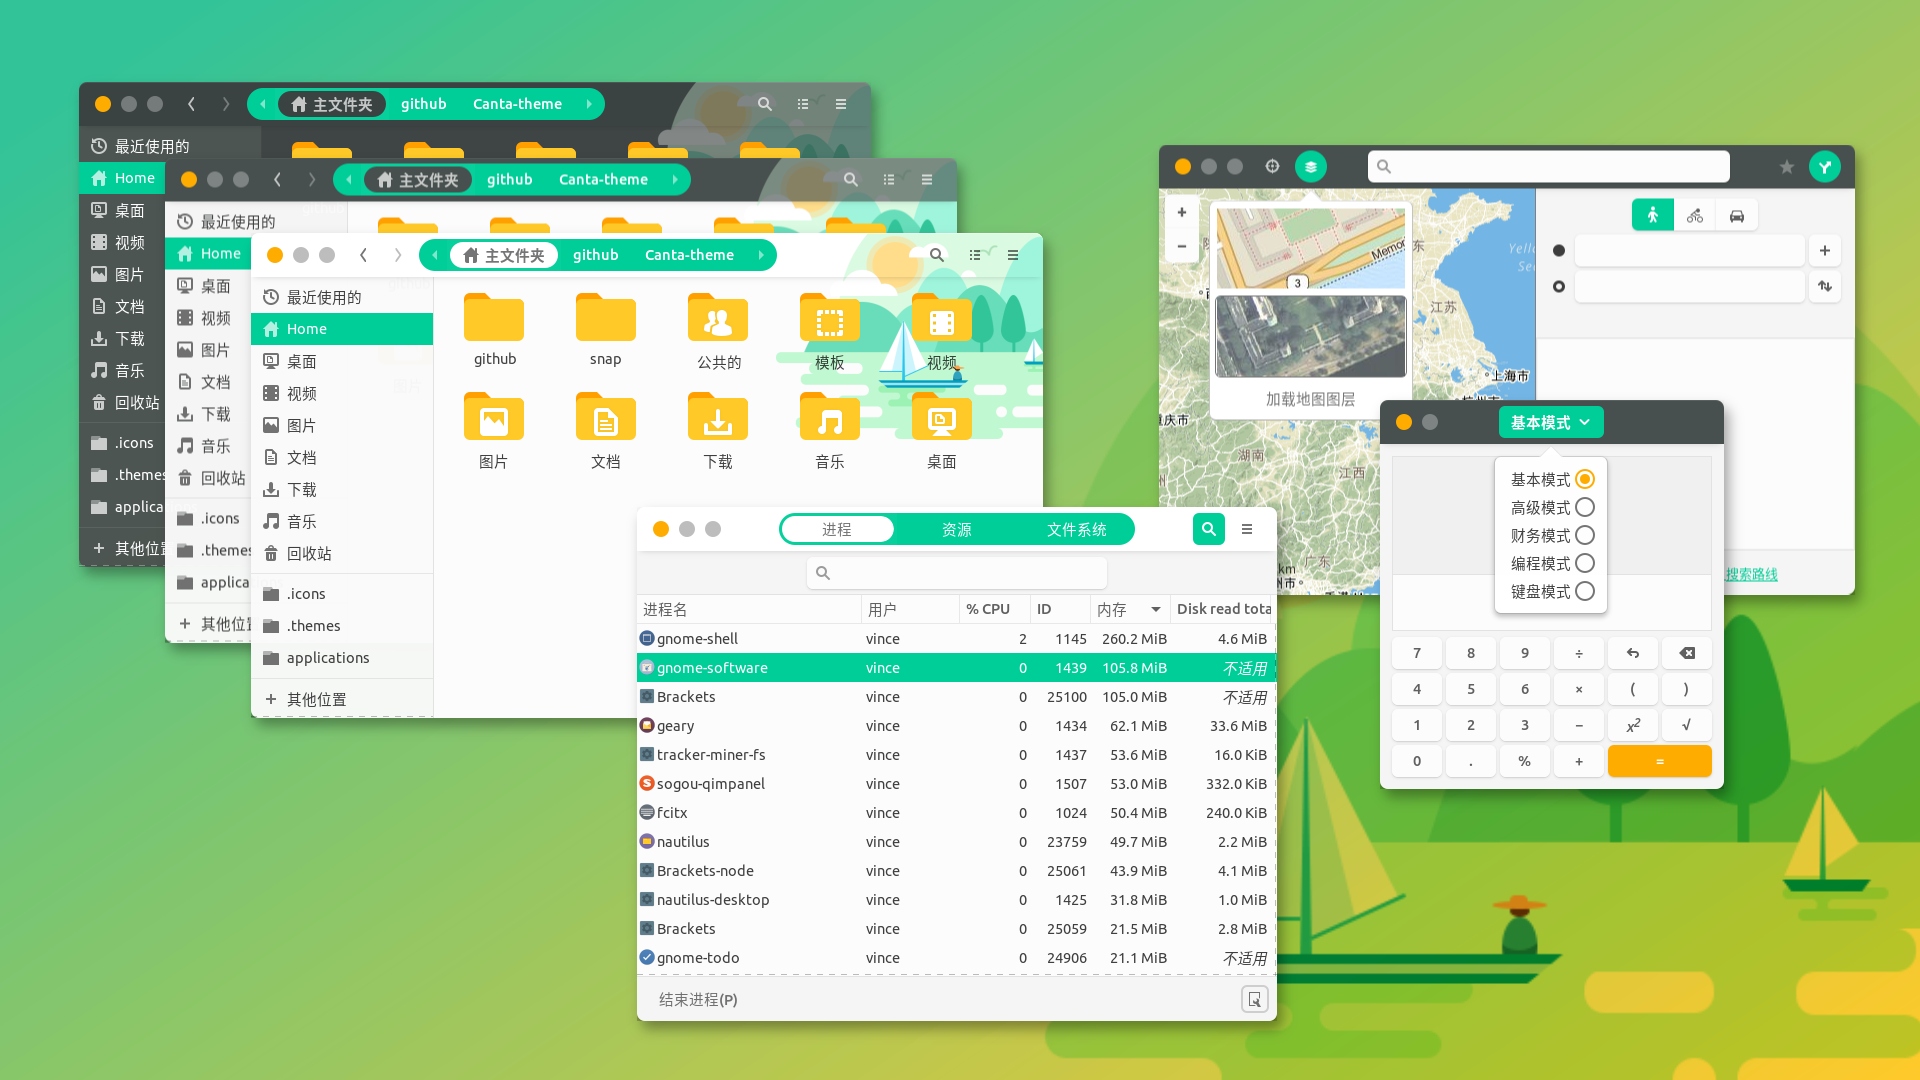 主文件夹 github Canta-theme
最近使用的
Home
桌面
视频
图片
文档
下载
音乐
回收站
.icons
.themes
applica
其他位置
主文件夹 github Canta-theme
最近使用的
Home
桌面
视频
图片
文档
下载
音乐
回收站
.icons
.themes
applica
其他位置
主文件夹 github Canta-theme
最近使用的
Home
桌面
视频
图片
文档
下载
音乐
回收站
.icons
.themes
applications
其他位置
github snap 公共的 模板 视频
图片 文档 下载 音乐 桌面
进程 资源 文件系统
进程名 用户 % CPU ID 内存 Disk read tota
gnome-shell vince 2 1145 260.2 MiB 4.6 MiB
gnome-software vince 0 1439 105.8 MiB 不适用
Brackets vince 0 25100 105.0 MiB 不适用
geary vince 0 1434 62.1 MiB 33.6 MiB
tracker-miner-fs vince 0 1437 53.6 MiB 16.0 KiB
sogou-qimpanel vince 0 1507 53.0 MiB 332.0 KiB
fcitx vince 0 1024 50.4 MiB 240.0 KiB
nautilus vince 0 23759 49.7 MiB 2.2 MiB
Brackets-node vince 0 25061 43.9 MiB 4.1 MiB
nautilus-desktop vince 0 1425 31.8 MiB 1.0 MiB
Brackets vince 0 25059 21.5 MiB 2.8 MiB
gnome-todo vince 0 24906 21.1 MiB 不适用
结束进程(P)
+
−
Memor
3
加载地图图层
东
Yello
Se
江苏
上海市
杭州市
重庆市
湖南
江西
州
广东
km
州市
搜索路线
基本模式
基本模式
高级模式
财务模式
编程模式
键盘模式
7 8 9 ÷
4 5 6 × ( )
1 2 3 − x² √
0 . % + =